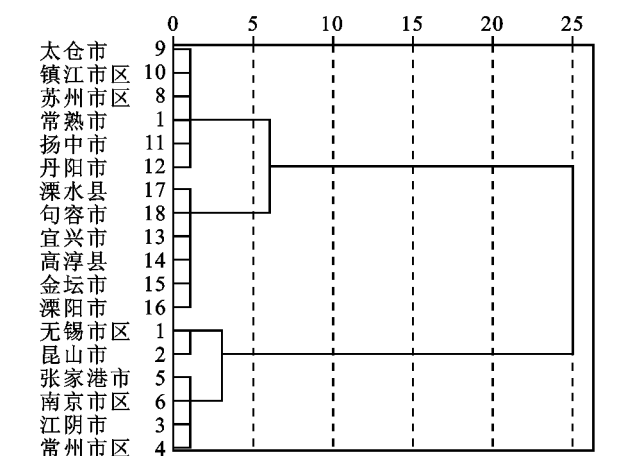 0 5 10 15 20 25
太仓市 9
镇江市区 10
苏州市区 8
常熟市 1
扬中市 11
丹阳市 12
溧水县 17
句容市 18
宜兴市 13
高淳县 14
金坛市 15
溧阳市 16
无锡市区 1
昆山市 2
张家港市 5
南京市区 6
江阴市 3
常州市区 4